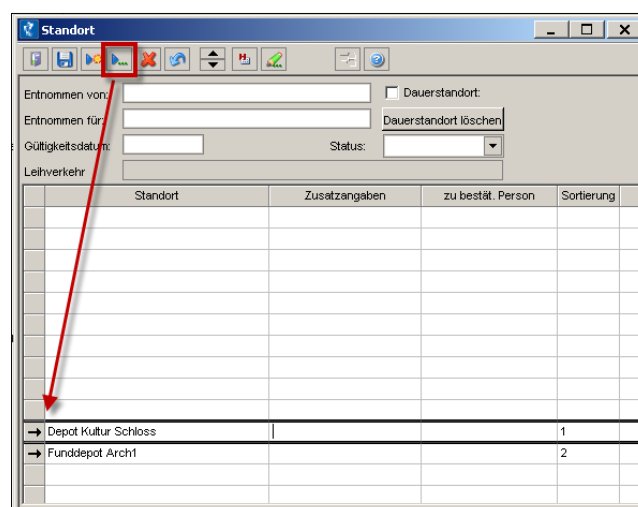 Standort
Entnommen von:
Dauerstandort:
Entnommen für:
Dauerstandort löschen
Gültigkeitsdatum:
Status:
Leihverkehr
Standort Zusatzangaben zu bestät. Person Sortierung
Depot Kultur Schloss 1
Funddepot Arch1 2